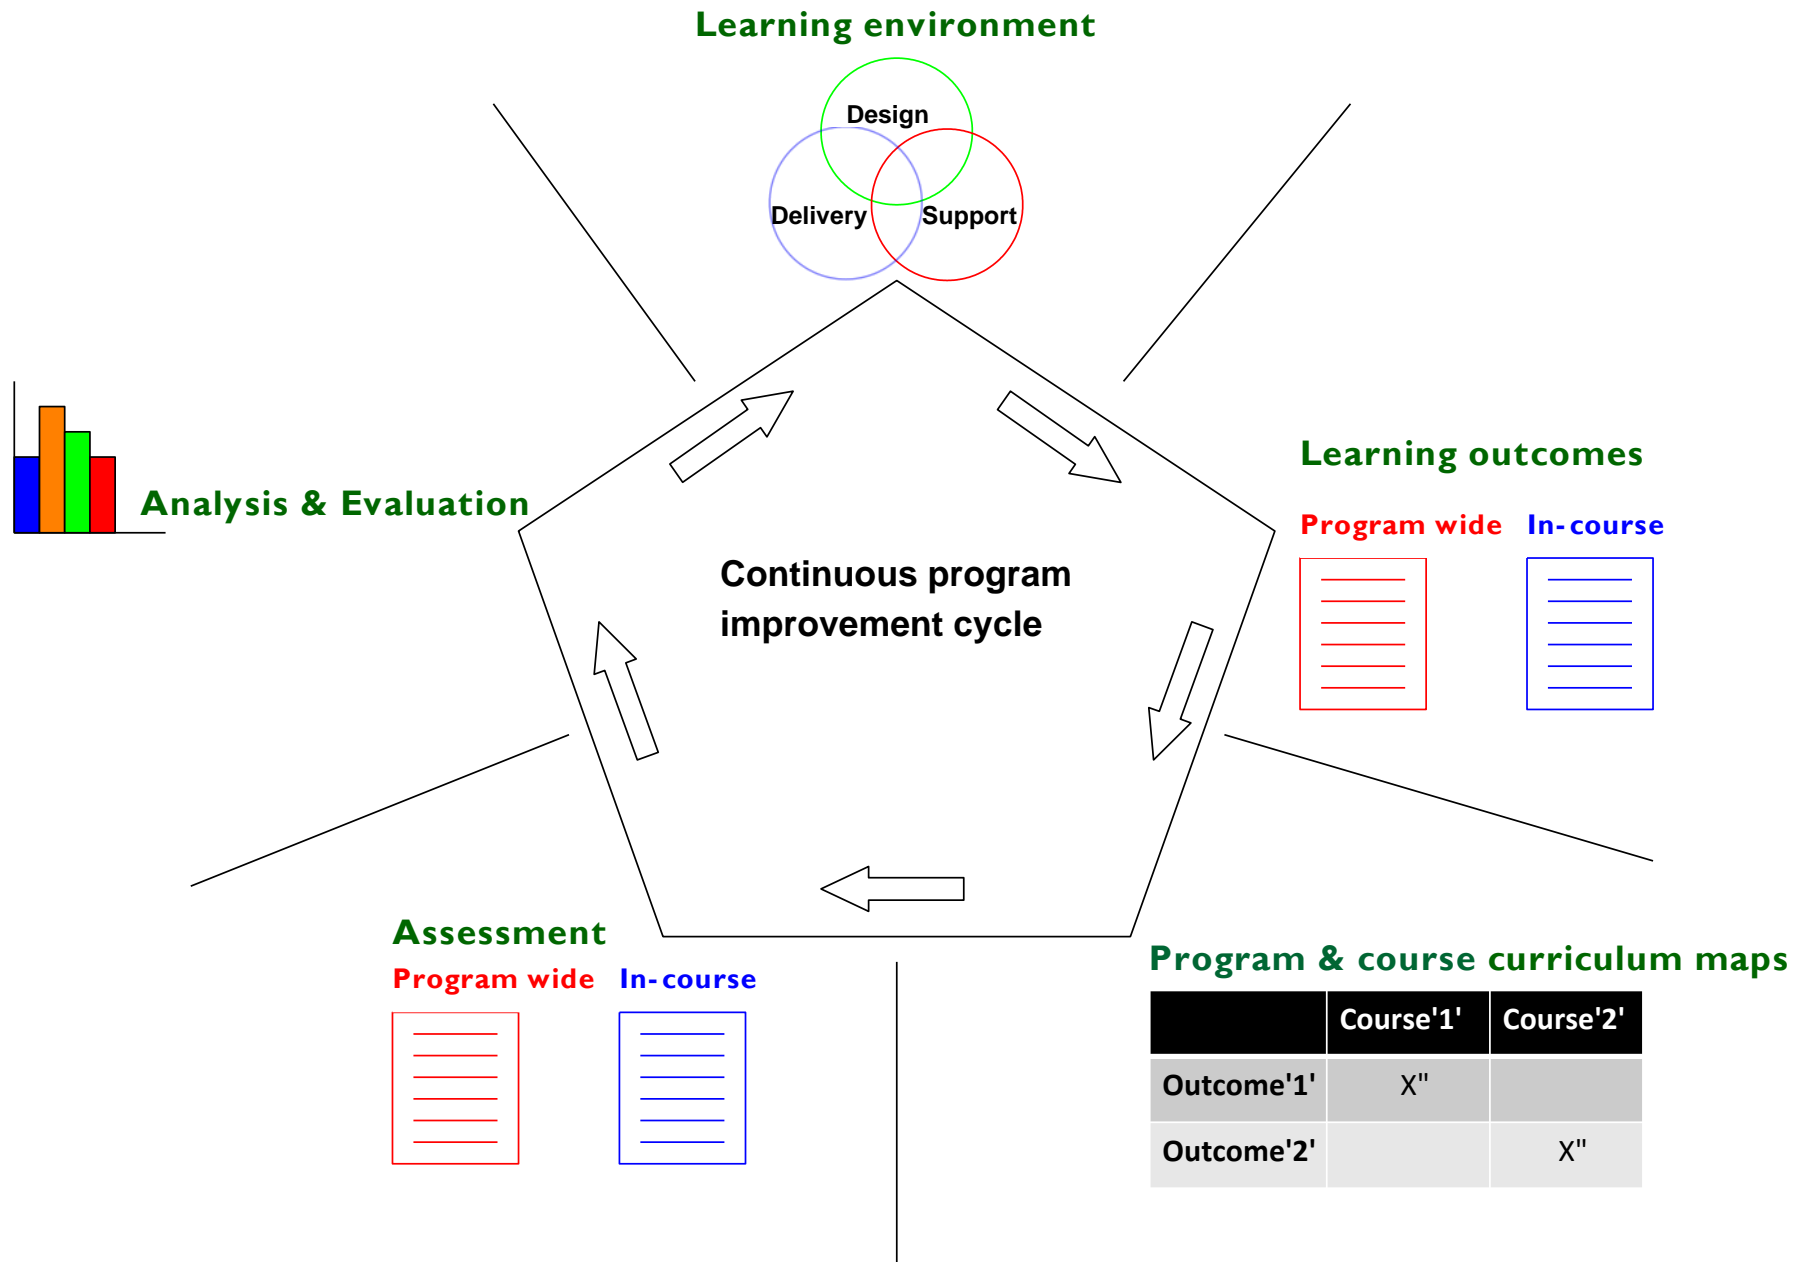 Learning environment
Design
Delivery
Support
Analysis & Evaluation
Continuous program
improvement cycle
Learning outcomes
Program wide
In-course
Assessment
Program wide
In-course
Program & course curriculum maps
Course'1' Course'2'
Outcome'1' X"
Outcome'2' X"